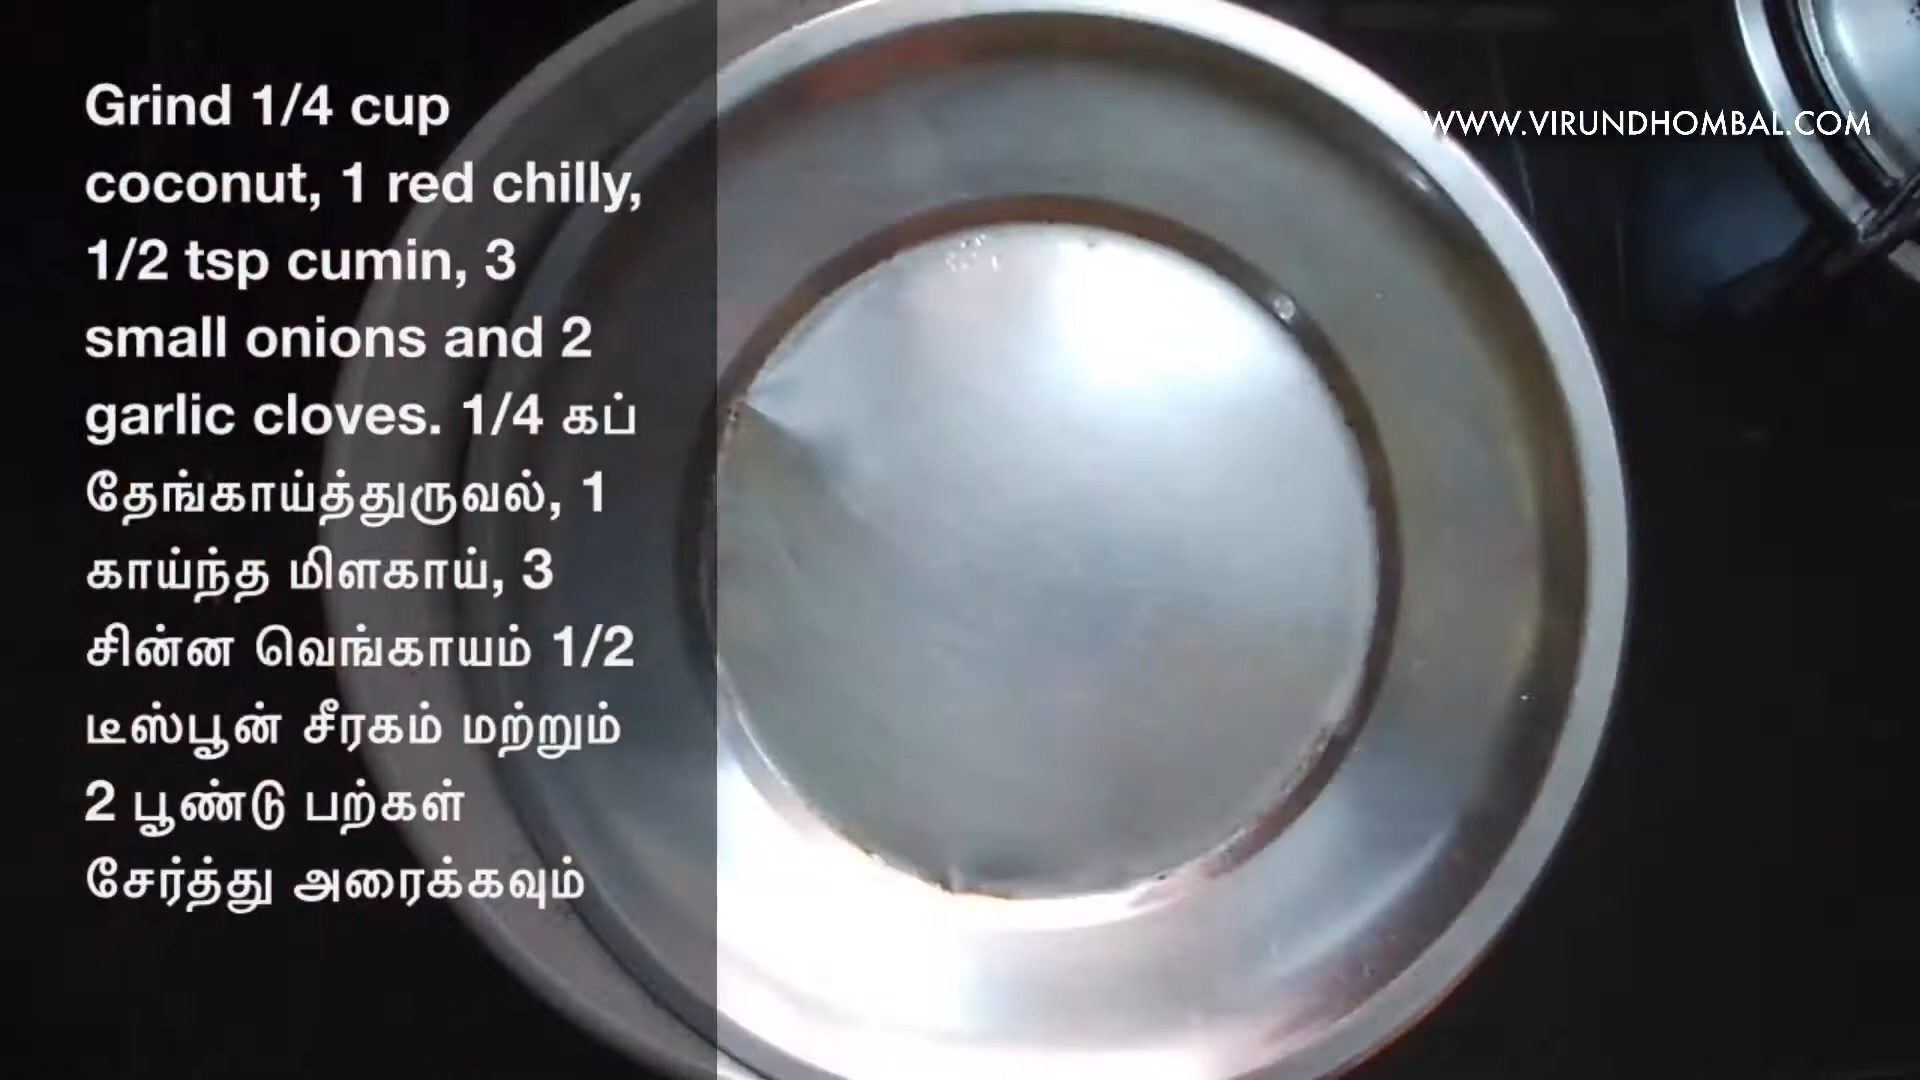 Grind 1/4 cup
coconut, 1 red chilly,
1/2 tsp cumin, 3
small onions and 2
garlic cloves. 1/4 கப்
தேங்காய்த்துருவல், 1
காய்ந்த மிளகாய், 3
சின்ன வெங்காயம் 1/2
டீஸ்பூன் சீரகம் மற்றும்
2 பூண்டு பற்கள்
சேர்த்து அரைக்கவும்
WWW.VIRUNDHOMBAL.COM